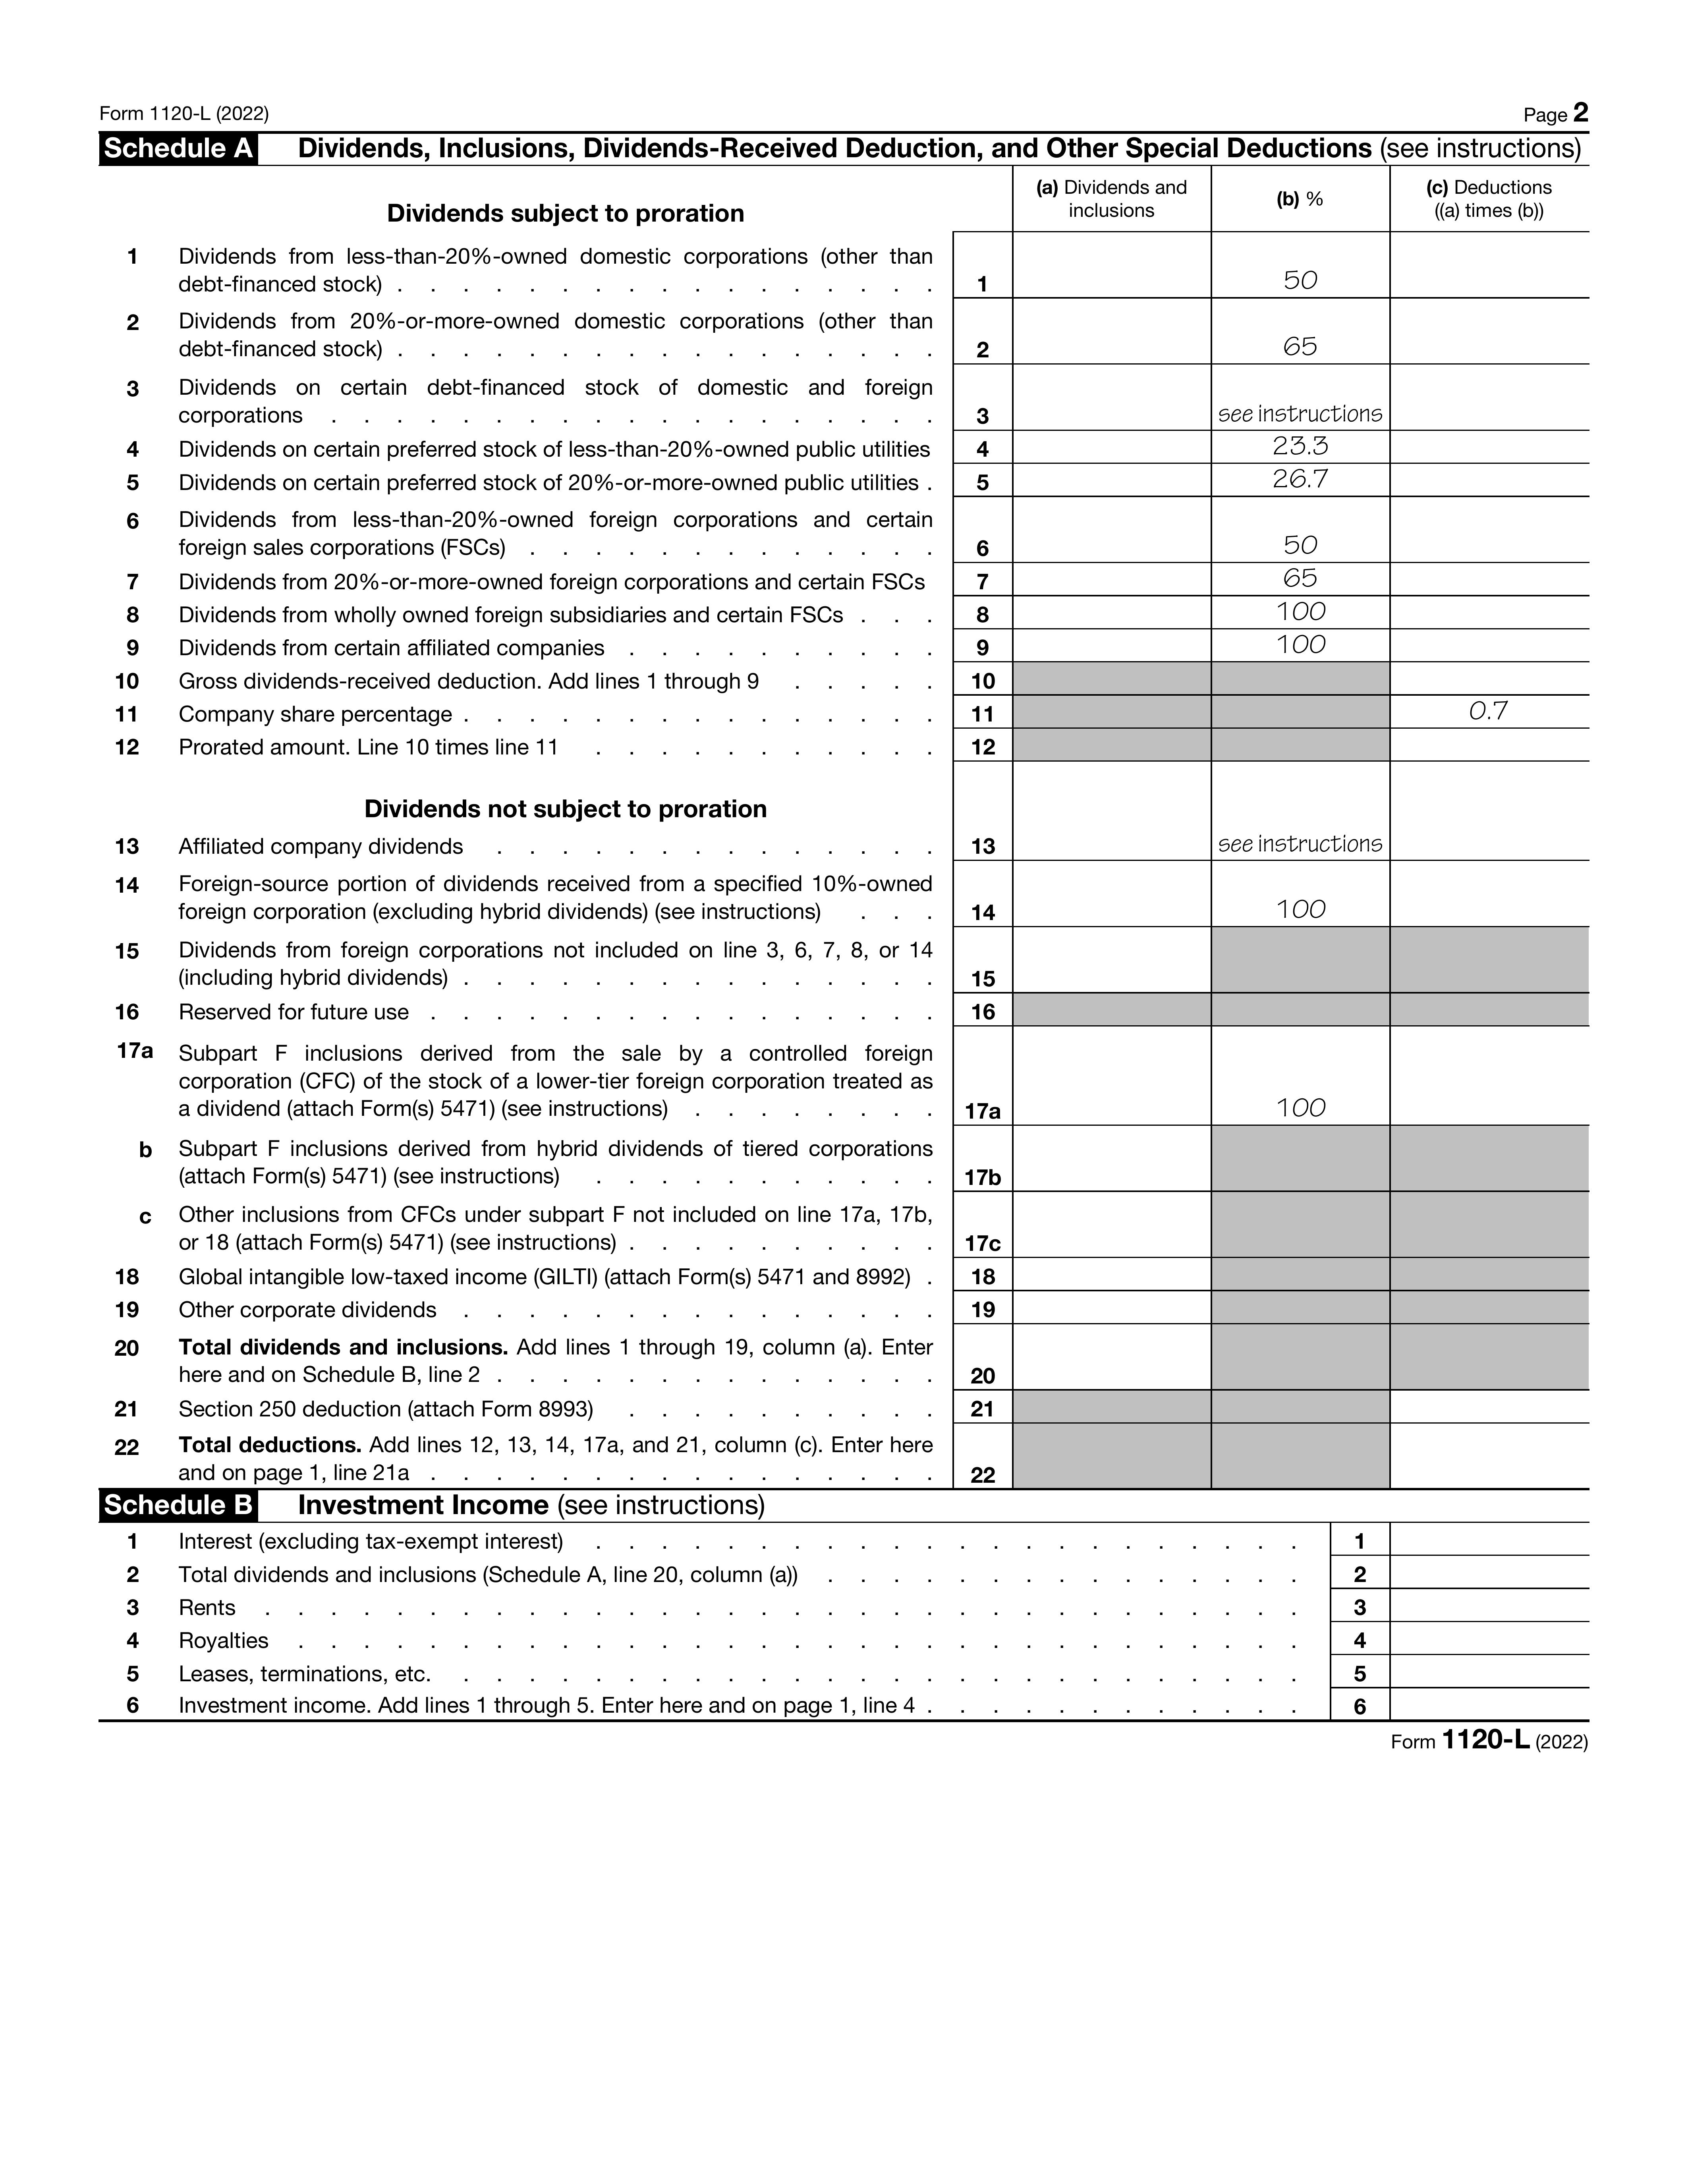 Form 1120-L (2022)
Page 2
Schedule A Dividends, Inclusions, Dividends-Received Deduction, and Other Special Deductions (see instructions)
Dividends subject to proration
(a) Dividends and inclusions
(b) %
(c) Deductions ((a) times (b))
1 Dividends from less-than-20%-owned domestic corporations (other than
debt-financed stock) . . . . . . . . . . . . . . . . . 1 50
2 Dividends from 20%-or-more-owned domestic corporations (other than
debt-financed stock) . . . . . . . . . . . . . . . . . 2 65
3 Dividends on certain debt-financed stock of domestic and foreign
corporations . . . . . . . . . . . . . . . . . . . 3 see instructions
4 Dividends on certain preferred stock of less-than-20%-owned public utilities 4 23.3
5 Dividends on certain preferred stock of 20%-or-more-owned public utilities . 5 26.7
6 Dividends from less-than-20%-owned foreign corporations and certain
foreign sales corporations (FSCs) . . . . . . . . . . . . . 6 50
7 Dividends from 20%-or-more-owned foreign corporations and certain FSCs 7 65
8 Dividends from wholly owned foreign subsidiaries and certain FSCs . . . 8 100
9 Dividends from certain affiliated companies . . . . . . . . . . 9 100
10 Gross dividends-received deduction. Add lines 1 through 9 . . . . . 10
11 Company share percentage . . . . . . . . . . . . . . . 11 0.7
12 Prorated amount. Line 10 times line 11 . . . . . . . . . . . 12
Dividends not subject to proration
13 Affiliated company dividends . . . . . . . . . . . . . . 13 see instructions
14 Foreign-source portion of dividends received from a specified 10%-owned
foreign corporation (excluding hybrid dividends) (see instructions) . . . 14 100
15 Dividends from foreign corporations not included on line 3, 6, 7, 8, or 14
(including hybrid dividends) . . . . . . . . . . . . . . . 15
16 Reserved for future use . . . . . . . . . . . . . . . . 16
17a Subpart F inclusions derived from the sale by a controlled foreign
corporation (CFC) of the stock of a lower-tier foreign corporation treated as
a dividend (attach Form(s) 5471) (see instructions) . . . . . . . . 17a 100
b Subpart F inclusions derived from hybrid dividends of tiered corporations
(attach Form(s) 5471) (see instructions) . . . . . . . . . . . 17b
c Other inclusions from CFCs under subpart F not included on line 17a, 17b,
or 18 (attach Form(s) 5471) (see instructions) . . . . . . . . . . 17c
18 Global intangible low-taxed income (GILTI) (attach Form(s) 5471 and 8992) . 18
19 Other corporate dividends . . . . . . . . . . . . . . . 19
20 Total dividends and inclusions. Add lines 1 through 19, column (a). Enter
here and on Schedule B, line 2 . . . . . . . . . . . . . . 20
21 Section 250 deduction (attach Form 8993) . . . . . . . . . . 21
22 Total deductions. Add lines 12, 13, 14, 17a, and 21, column (c). Enter here
and on page 1, line 21a . . . . . . . . . . . . . . . . 22
Schedule B Investment Income (see instructions)
1 Interest (excluding tax-exempt interest) . . . . . . . . . . . . . . . . . . . . . . 1
2 Total dividends and inclusions (Schedule A, line 20, column (a)) . . . . . . . . . . . . . . . 2
3 Rents . . . . . . . . . . . . . . . . . . . . . . . . . . . . . . . . 3
4 Royalties . . . . . . . . . . . . . . . . . . . . . . . . . . . . . . . 4
5 Leases, terminations, etc. . . . . . . . . . . . . . . . . . . . . . . . . . . 5
6 Investment income. Add lines 1 through 5. Enter here and on page 1, line 4 . . . . . . . . . . . . 6
Form 1120-L (2022)